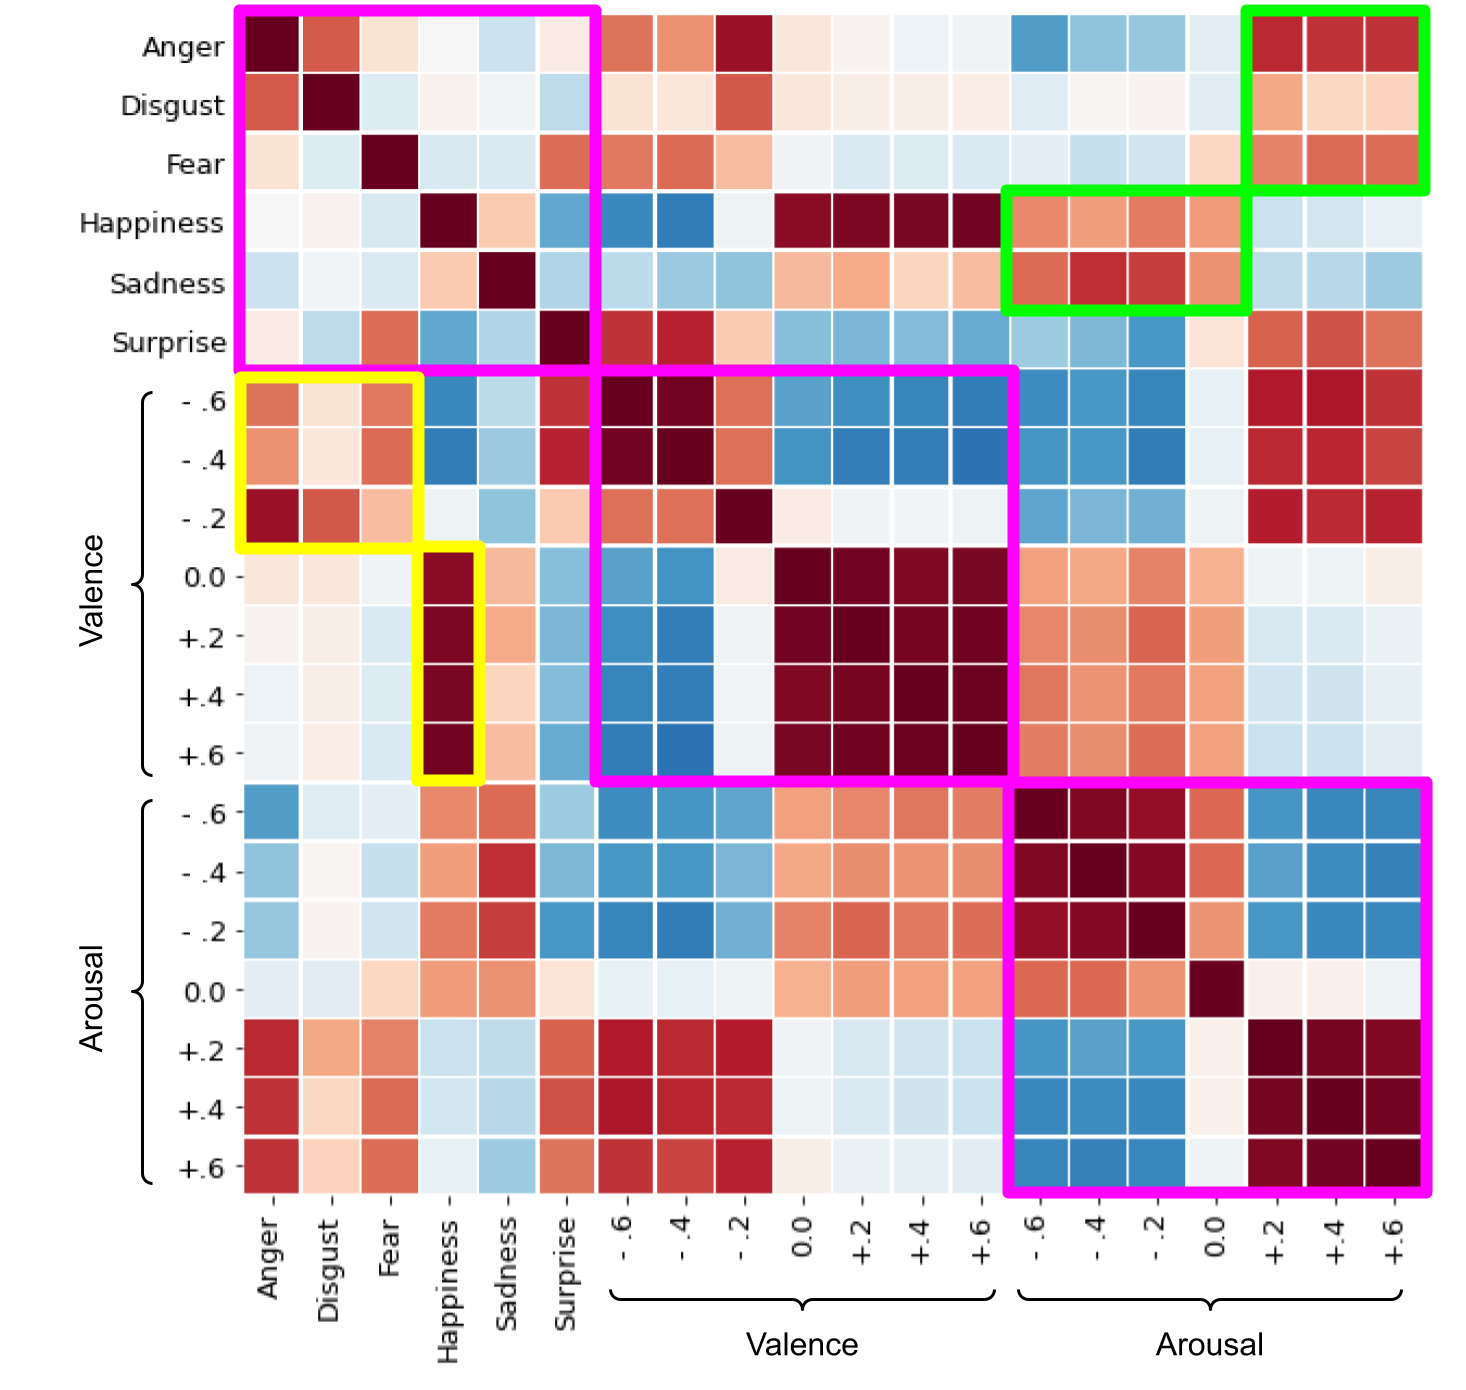 Anger
Disgust
Fear
Happiness
Sadness
Surprise
Valence
- .6
- .4
- .2
0.0
+.2
+.4
+.6
Arousal
- .6
- .4
- .2
0.0
+.2
+.4
+.6
Anger
Disgust
Fear
Happiness
Sadness
Surprise
- .6
- .4
- .2
0.0
+.2
+.4
+.6
- .6
- .4
- .2
0.0
+.2
+.4
+.6
Valence
Arousal